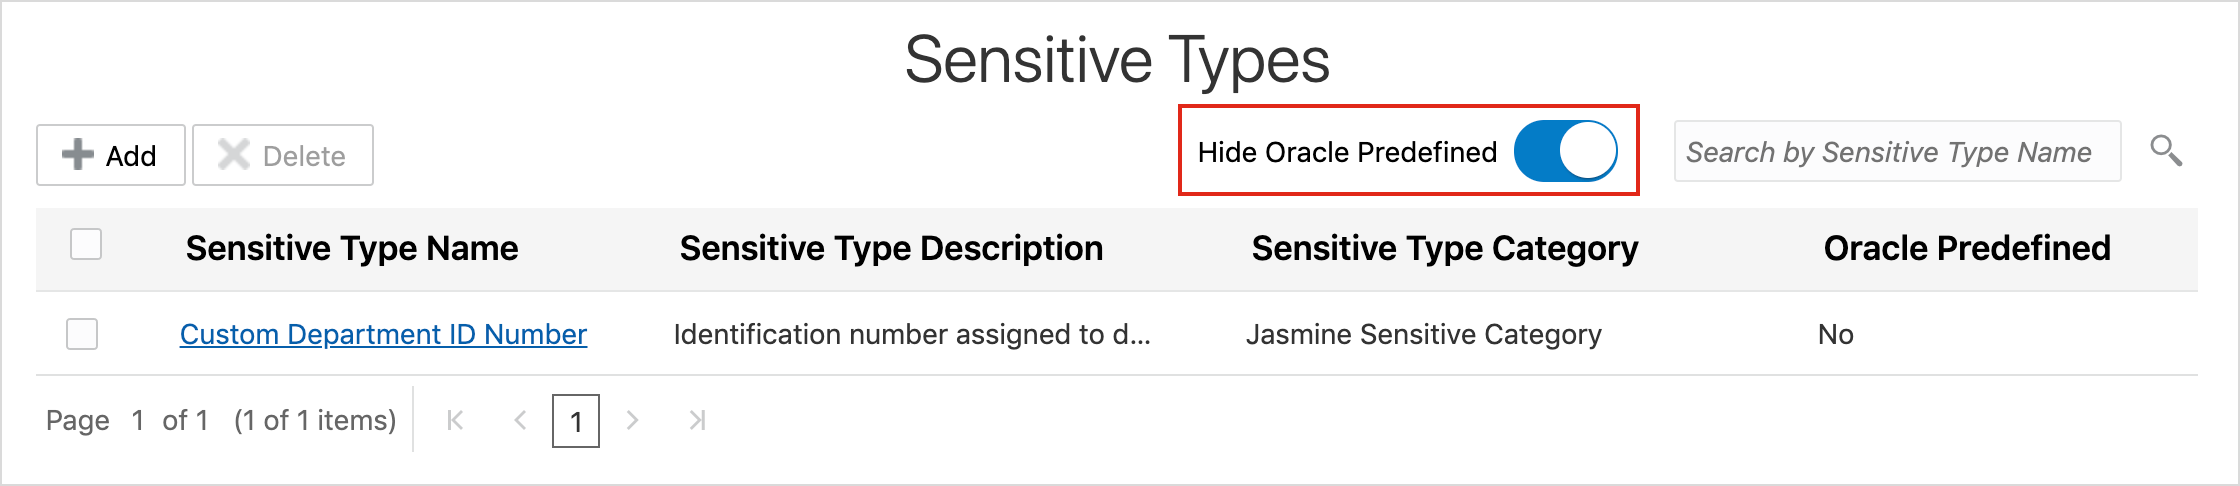 Sensitive Types
Add Delete Hide Oracle Predefined Search by Sensitive Type Name
Sensitive Type Name Sensitive Type Description Sensitive Type Category Oracle Predefined
Custom Department ID Number Identification number assigned to d... Jasmine Sensitive Category No
Page 1 of 1 (1 of 1 items) 1